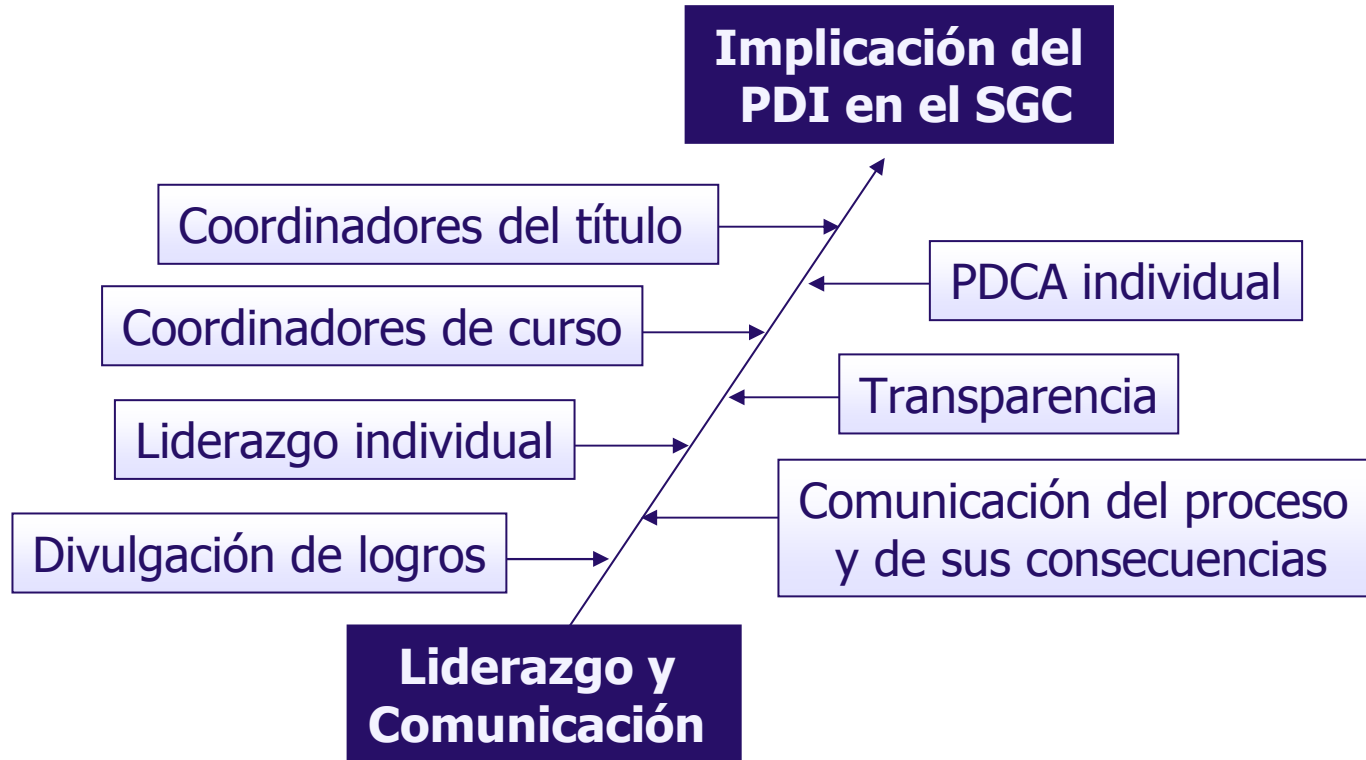 Implicación del
PDI en el SGC
Coordinadores del título
PDCA individual
Coordinadores de curso
Transparencia
Liderazgo individual
Comunicación del proceso
y de sus consecuencias
Divulgación de logros
Liderazgo y
Comunicación